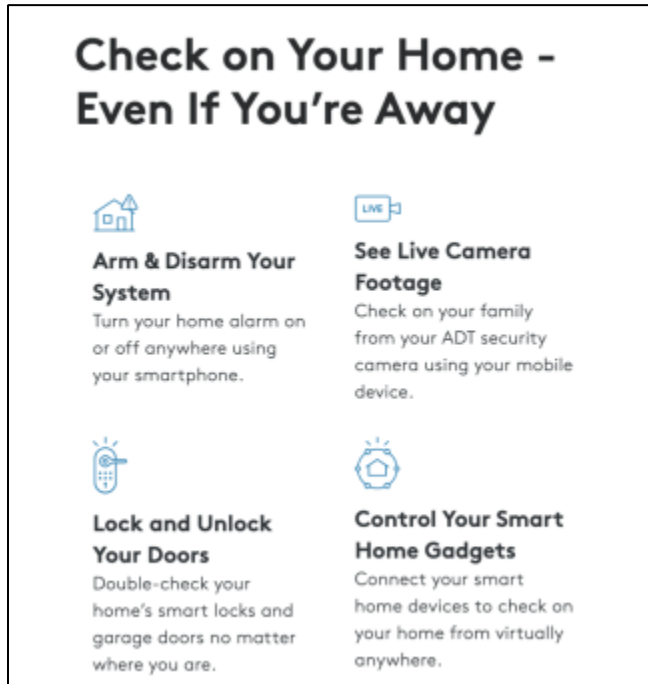 Check on Your Home -
Even If You’re Away
Arm & Disarm Your
System
Turn your home alarm on
or off anywhere using
your smartphone.
LIVE
See Live Camera
Footage
Check on your family
from your ADT security
camera using your mobile
device.
Lock and Unlock
Your Doors
Double-check your
home’s smart locks and
garage doors no matter
where you are.
Control Your Smart
Home Gadgets
Connect your smart
home devices to check on
your home from virtually
anywhere.